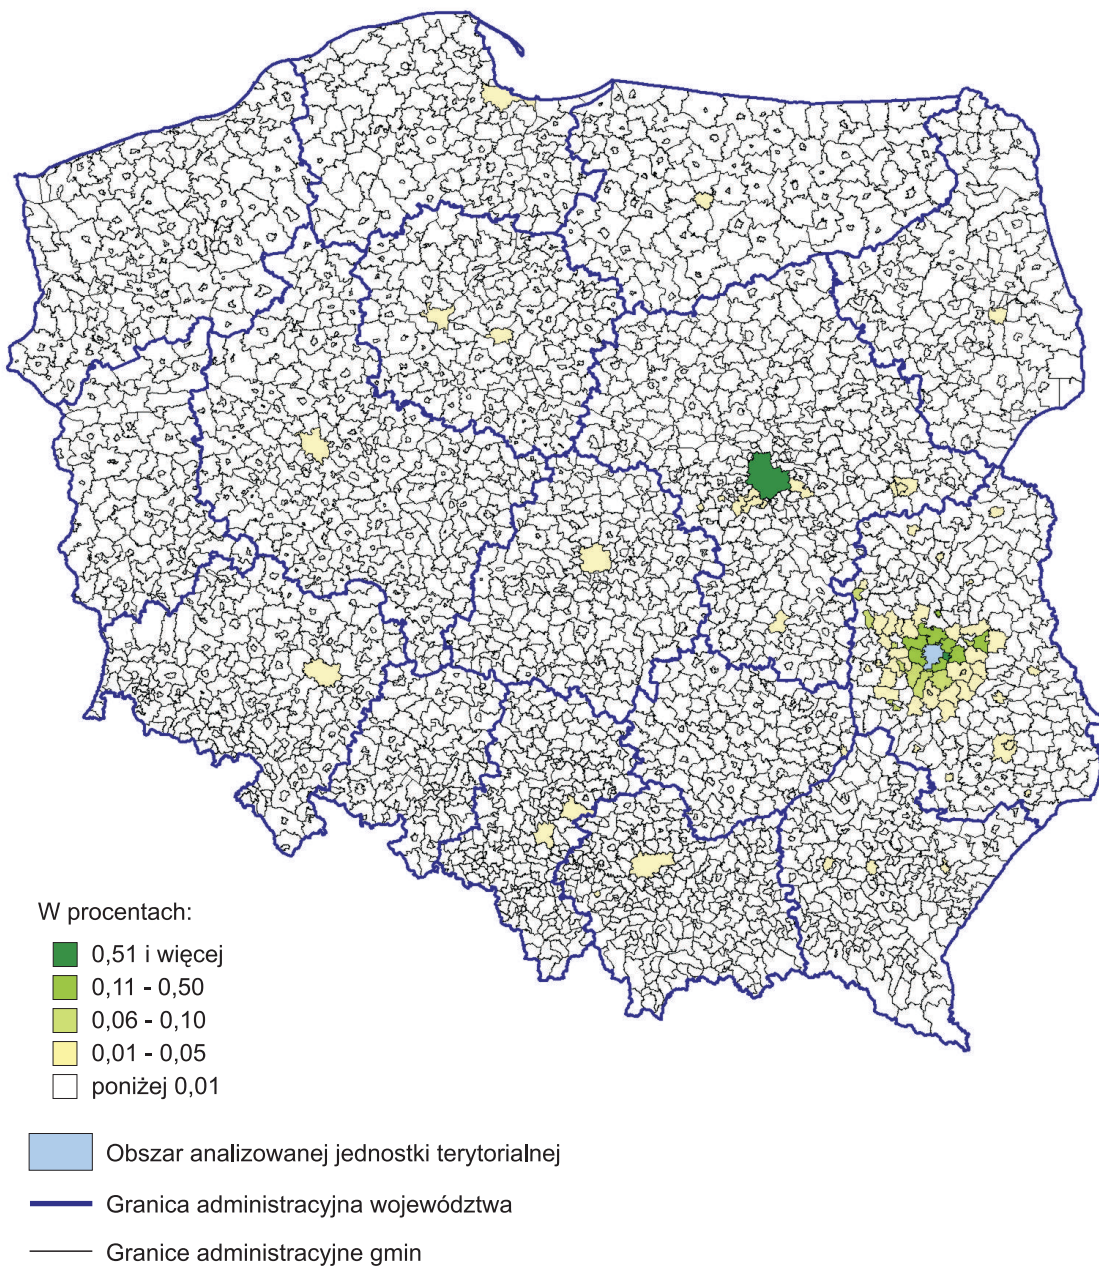 W procentach:
0,51 i więcej
0,11 - 0,50
0,06 - 0,10
0,01 - 0,05
poniżej 0,01
Obszar analizowanej jednostki terytorialnej
Granica administracyjna województwa
Granice administracyjne gmin